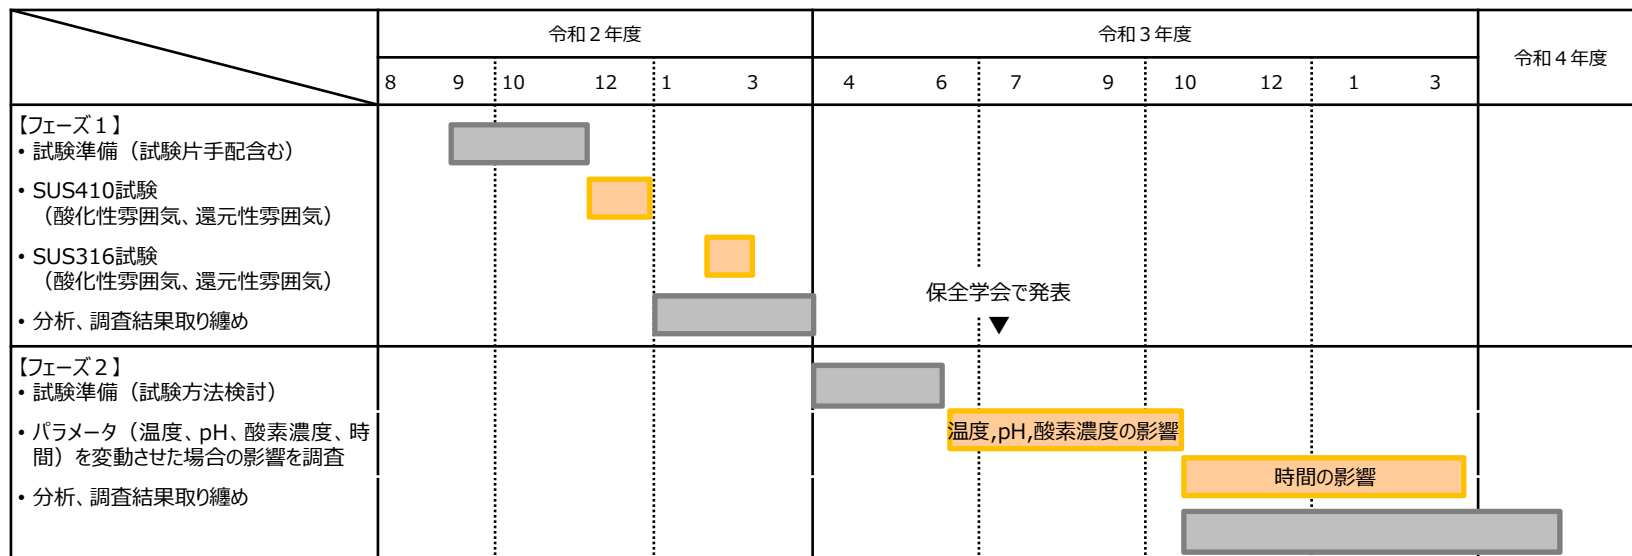 令和２年度
令和３年度
令和４年度
8 9 10 12 1 3 4 6 7 9 10 12 1 3
【フェーズ１】
・試験準備（試験片手配含む）
・SUS410試験
（酸化性雰囲気、還元性雰囲気）
・SUS316試験
（酸化性雰囲気、還元性雰囲気）
・分析、調査結果取り纏め
保全学会で発表
▼
【フェーズ２】
・試験準備（試験方法検討）
・パラメータ（温度、pH、酸素濃度、時
間）を変動させた場合の影響を調査
・分析、調査結果取り纏め
温度,pH,酸素濃度の影響
時間の影響